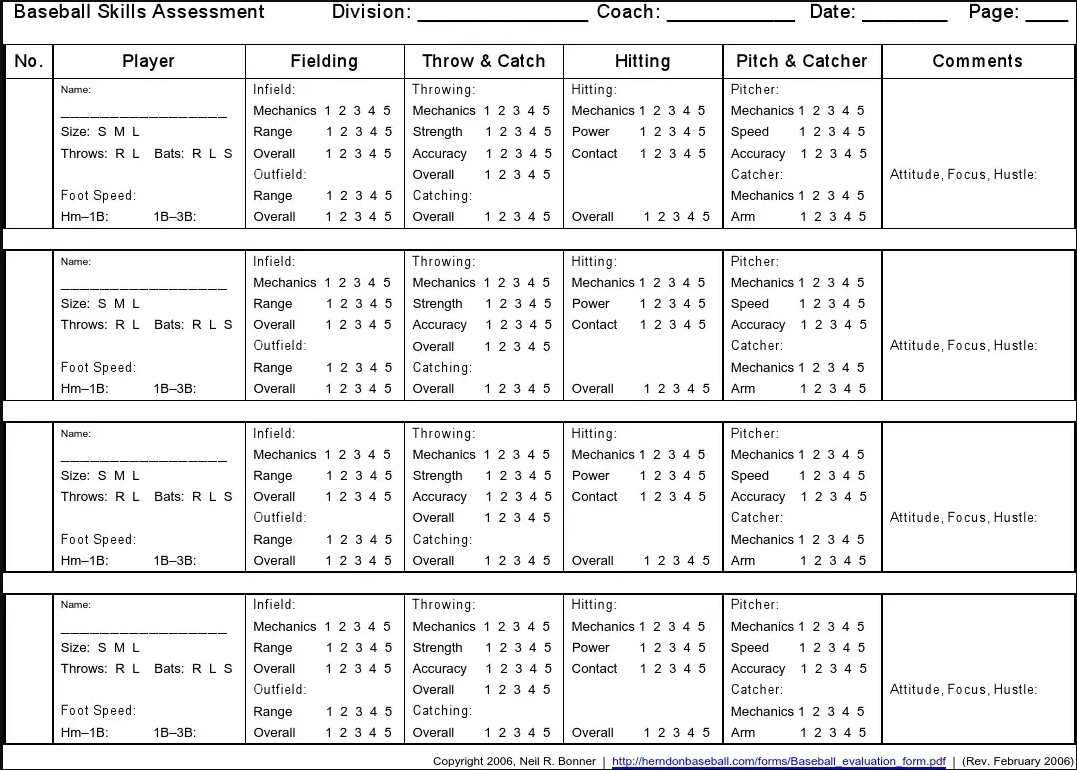 Baseball Skills Assessment Division: ________________ Coach: ____________ Date: ________ Page: ____
No. Player Fielding Throw & Catch Hitting Pitch & Catcher Comments
Name: Infield: Throwing: Hitting: Pitcher:
_________________ Mechanics 1 2 3 4 5 Mechanics 1 2 3 4 5 Mechanics 1 2 3 4 5 Mechanics 1 2 3 4 5
Size: S M L Range 1 2 3 4 5 Strength 1 2 3 4 5 Power 1 2 3 4 5 Speed 1 2 3 4 5
Throws: R L Bats: R L S Overall 1 2 3 4 5 Accuracy 1 2 3 4 5 Contact 1 2 3 4 5 Accuracy 1 2 3 4 5
Outfield: Overall 1 2 3 4 5 Catcher: Attitude, Focus, Hustle:
Foot Speed: Range 1 2 3 4 5 Catching: Mechanics 1 2 3 4 5
Hm–1B: 1B–3B: Overall 1 2 3 4 5 Overall 1 2 3 4 5 Overall 1 2 3 4 5 Arm 1 2 3 4 5
Name: Infield: Throwing: Hitting: Pitcher:
_________________ Mechanics 1 2 3 4 5 Mechanics 1 2 3 4 5 Mechanics 1 2 3 4 5 Mechanics 1 2 3 4 5
Size: S M L Range 1 2 3 4 5 Strength 1 2 3 4 5 Power 1 2 3 4 5 Speed 1 2 3 4 5
Throws: R L Bats: R L S Overall 1 2 3 4 5 Accuracy 1 2 3 4 5 Contact 1 2 3 4 5 Accuracy 1 2 3 4 5
Outfield: Overall 1 2 3 4 5 Catcher: Attitude, Focus, Hustle:
Foot Speed: Range 1 2 3 4 5 Catching: Mechanics 1 2 3 4 5
Hm–1B: 1B–3B: Overall 1 2 3 4 5 Overall 1 2 3 4 5 Overall 1 2 3 4 5 Arm 1 2 3 4 5
Name: Infield: Throwing: Hitting: Pitcher:
_________________ Mechanics 1 2 3 4 5 Mechanics 1 2 3 4 5 Mechanics 1 2 3 4 5 Mechanics 1 2 3 4 5
Size: S M L Range 1 2 3 4 5 Strength 1 2 3 4 5 Power 1 2 3 4 5 Speed 1 2 3 4 5
Throws: R L Bats: R L S Overall 1 2 3 4 5 Accuracy 1 2 3 4 5 Contact 1 2 3 4 5 Accuracy 1 2 3 4 5
Outfield: Overall 1 2 3 4 5 Catcher: Attitude, Focus, Hustle:
Foot Speed: Range 1 2 3 4 5 Catching: Mechanics 1 2 3 4 5
Hm–1B: 1B–3B: Overall 1 2 3 4 5 Overall 1 2 3 4 5 Overall 1 2 3 4 5 Arm 1 2 3 4 5
Name: Infield: Throwing: Hitting: Pitcher:
_________________ Mechanics 1 2 3 4 5 Mechanics 1 2 3 4 5 Mechanics 1 2 3 4 5 Mechanics 1 2 3 4 5
Size: S M L Range 1 2 3 4 5 Strength 1 2 3 4 5 Power 1 2 3 4 5 Speed 1 2 3 4 5
Throws: R L Bats: R L S Overall 1 2 3 4 5 Accuracy 1 2 3 4 5 Contact 1 2 3 4 5 Accuracy 1 2 3 4 5
Outfield: Overall 1 2 3 4 5 Catcher: Attitude, Focus, Hustle:
Foot Speed: Range 1 2 3 4 5 Catching: Mechanics 1 2 3 4 5
Hm–1B: 1B–3B: Overall 1 2 3 4 5 Overall 1 2 3 4 5 Overall 1 2 3 4 5 Arm 1 2 3 4 5
Copyright 2006, Neil R. Bonner | http://herndonbaseball.com/forms/Baseball_evaluation_form.pdf | (Rev. February 2006)